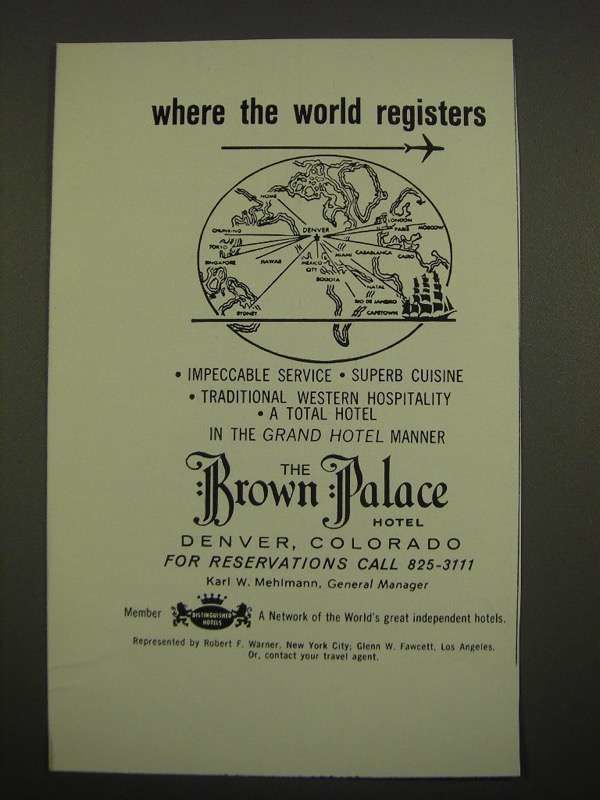 where the world registers
NOME
DENVER
LONDON
PARIS
MOSCOW
CHUNKING
TOKYO
SINGAPORE
HAWAII
MEXICO
CITY
MIAMI
CASABLANCA
CAIRO
BOGOTA
NATAL
RIO DE JANEIRO
CAPETOWN
SYDNEY
• IMPECCABLE SERVICE • SUPERB CUISINE
• TRADITIONAL WESTERN HOSPITALITY
• A TOTAL HOTEL
IN THE GRAND HOTEL MANNER
THE
Brown Palace
HOTEL
DENVER, COLORADO
FOR RESERVATIONS CALL 825-3111
Karl W. Mehlmann, General Manager
Member DISTINGUISHED HOTELS A Network of the World's great independent hotels.
Represented by Robert F. Warner, New York City; Glenn W. Fawcett, Los Angeles.
Or, contact your travel agent.